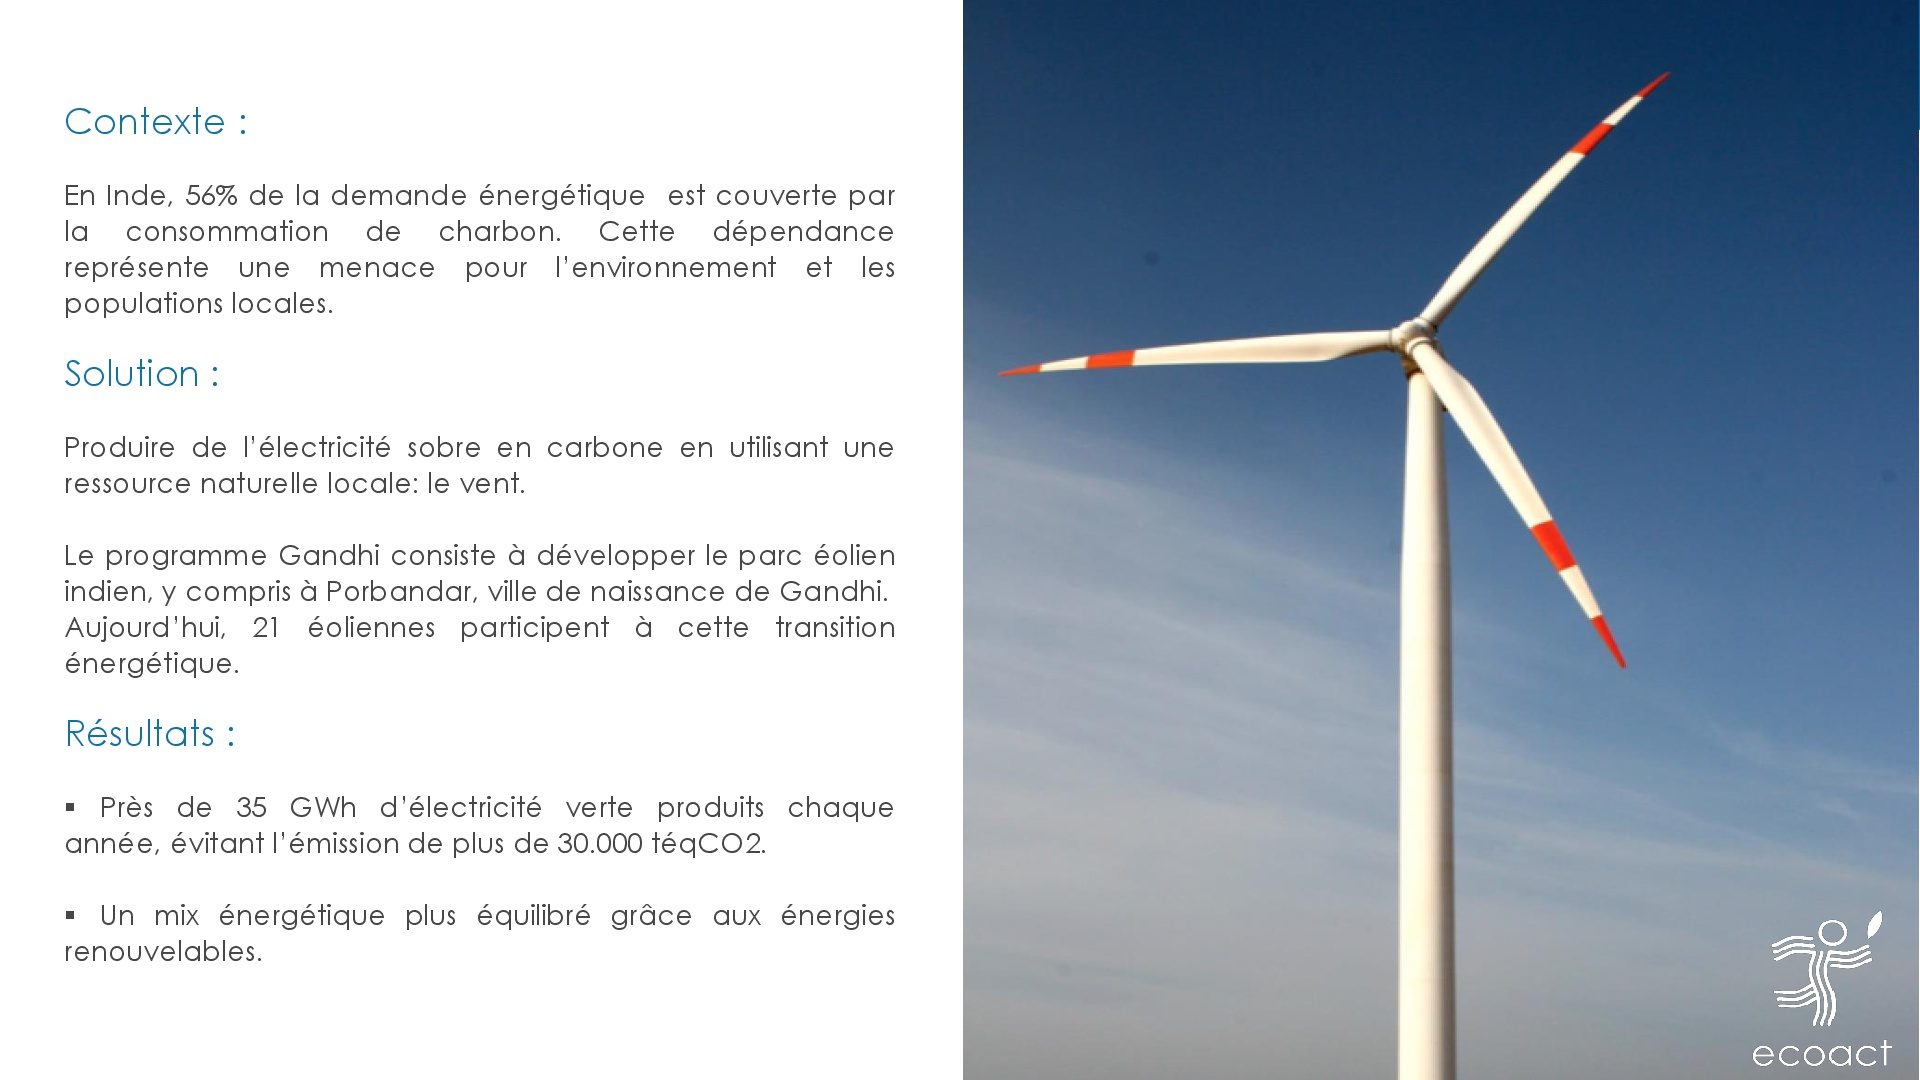 Contexte :
En Inde, 56% de la demande énergétique  est couverte par
la consommation de charbon. Cette dépendance
représente une menace pour l’environnement et les
populations locales.
Solution :
Produire de l’électricité sobre en carbone en utilisant une
ressource naturelle locale: le vent.
Le programme Gandhi consiste à développer le parc éolien
indien, y compris à Porbandar, ville de naissance de Gandhi.
Aujourd’hui, 21 éoliennes participent à cette transition
énergétique.
Résultats :
▪ Près de 35 GWh d’électricité verte produits chaque
année, évitant l’émission de plus de 30.000 téqCO2.
▪ Un mix énergétique plus équilibré grâce aux énergies
renouvelables.
ecoact